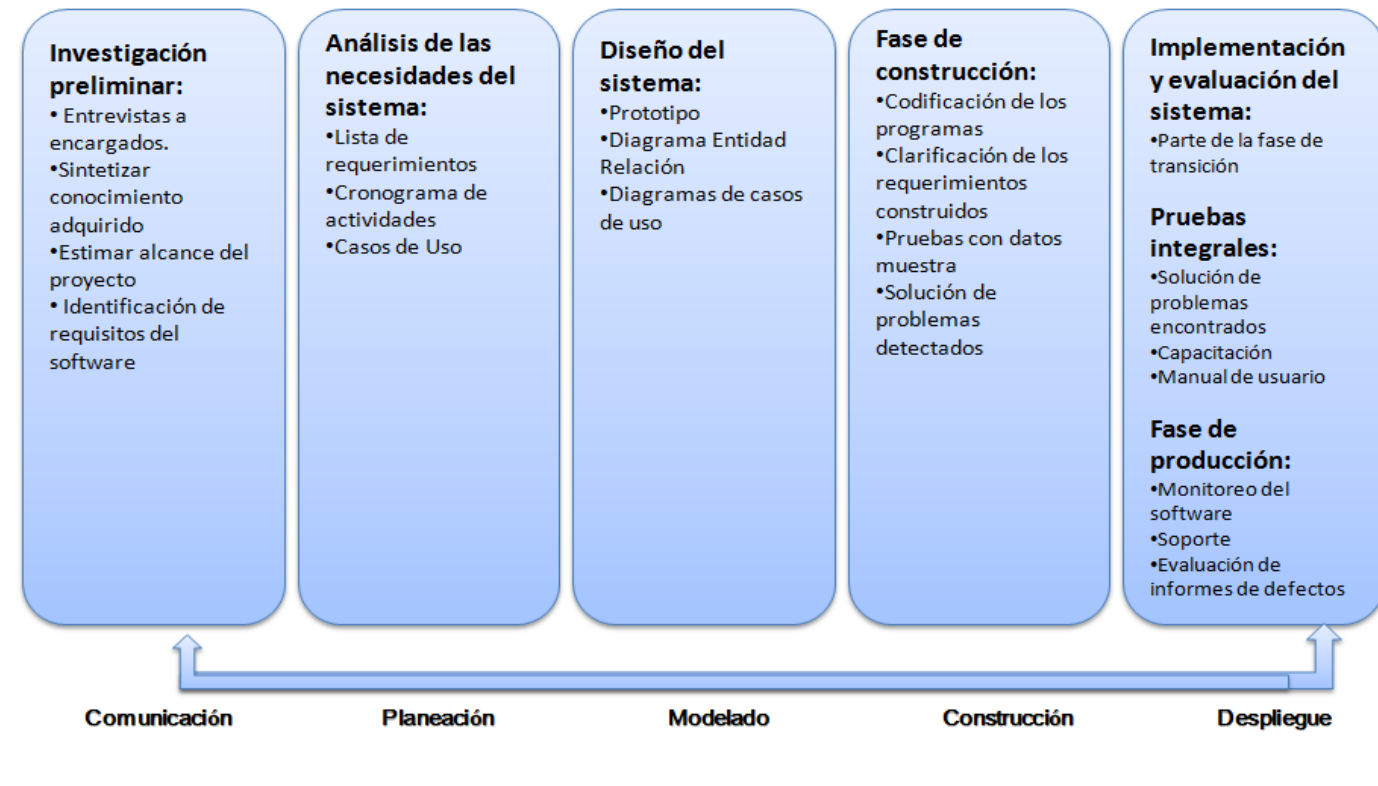 Investigación
preliminar:
• Entrevistas a
encargados.
•Sintetizar
conocimiento
adquirido
•Estimar alcance del
proyecto
• Identificación de
requisitos del
software
Análisis de las
necesidades del
sistema:
•Lista de
requerimientos
•Cronograma de
actividades
•Casos de Uso
Diseño del
sistema:
•Prototipo
•Diagrama Entidad
Relación
•Diagramas de casos
de uso
Fase de
construcción:
•Codificación de los
programas
•Clarificación de los
requerimientos
construidos
•Pruebas con datos
muestra
•Solución de
problemas
detectados
Implementación
y evaluación del
sistema:
•Parte de la fase de
transición
Pruebas
integrales:
•Solución de
problemas
encontrados
•Capacitación
•Manual de usuario
Fase de
producción:
•Monitoreo del
software
•Soporte
•Evaluación de
informes de defectos
Comunicación
Planeación
Modelado
Construcción
Despliegue